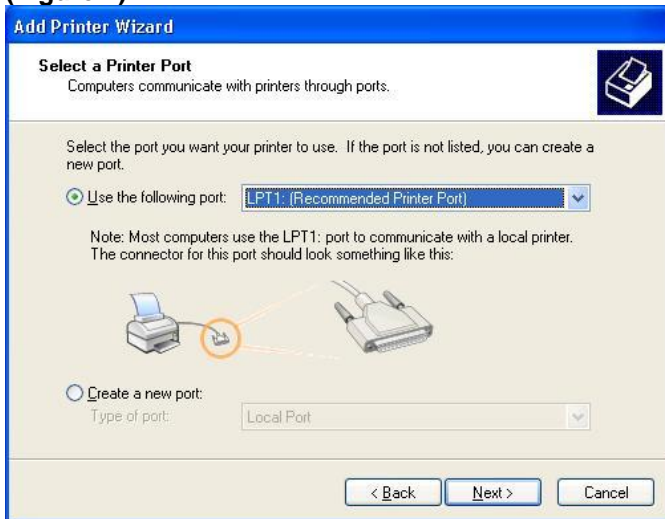 Add Printer Wizard
Select a Printer Port
Computers communicate with printers through ports.
Select the port you want your printer to use. If the port is not listed, you can create a
new port.
Use the following port: LPT1: (Recommended Printer Port)
Note: Most computers use the LPT1: port to communicate with a local printer.
The connector for this port should look something like this:
Create a new port:
Type of port: Local Port
< Back Next > Cancel